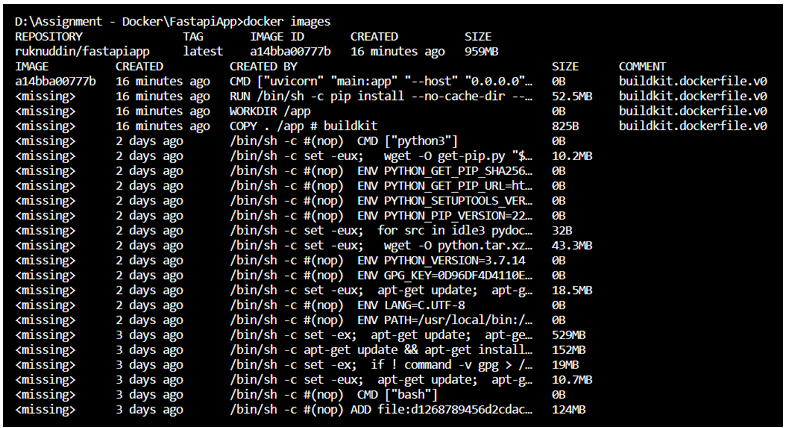 D:\Assignment - Docker\FastapiApp>docker images
REPOSITORY TAG IMAGE ID CREATED SIZE
ruknuddin/fastapiapp latest a14bba00777b 16 minutes ago 959MB
IMAGE CREATED CREATED BY SIZE COMMENT
a14bba00777b 16 minutes ago CMD ["uvicorn" "main:app" "--host" "0.0.0.0"… 0B buildkit.dockerfile.v0
<missing> 16 minutes ago RUN /bin/sh -c pip install --no-cache-dir --… 52.5MB buildkit.dockerfile.v0
<missing> 16 minutes ago WORKDIR /app 0B buildkit.dockerfile.v0
<missing> 16 minutes ago COPY . /app # buildkit 825B buildkit.dockerfile.v0
<missing> 2 days ago /bin/sh -c #(nop) CMD ["python3"] 0B
<missing> 2 days ago /bin/sh -c set -eux; wget -O get-pip.py "$… 10.2MB
<missing> 2 days ago /bin/sh -c #(nop) ENV PYTHON_GET_PIP_SHA256… 0B
<missing> 2 days ago /bin/sh -c #(nop) ENV PYTHON_GET_PIP_URL=ht… 0B
<missing> 2 days ago /bin/sh -c #(nop) ENV PYTHON_SETUPTOOLS_VER… 0B
<missing> 2 days ago /bin/sh -c #(nop) ENV PYTHON_PIP_VERSION=22… 0B
<missing> 2 days ago /bin/sh -c set -eux; for src in idle3 pydoc… 32B
<missing> 2 days ago /bin/sh -c set -eux; wget -O python.tar.xz… 43.3MB
<missing> 2 days ago /bin/sh -c #(nop) ENV PYTHON_VERSION=3.7.14 0B
<missing> 2 days ago /bin/sh -c #(nop) ENV GPG_KEY=0D96DF4D4110E… 0B
<missing> 2 days ago /bin/sh -c set -eux; apt-get update; apt-g… 18.5MB
<missing> 2 days ago /bin/sh -c #(nop) ENV LANG=C.UTF-8 0B
<missing> 2 days ago /bin/sh -c #(nop) ENV PATH=/usr/local/bin:/… 0B
<missing> 3 days ago /bin/sh -c set -ex; apt-get update; apt-ge… 529MB
<missing> 3 days ago /bin/sh -c apt-get update && apt-get install… 152MB
<missing> 3 days ago /bin/sh -c set -ex; if ! command -v gpg > /… 19MB
<missing> 3 days ago /bin/sh -c set -eux; apt-get update; apt-g… 10.7MB
<missing> 3 days ago /bin/sh -c #(nop) CMD ["bash"] 0B
<missing> 3 days ago /bin/sh -c #(nop) ADD file:d1268789456d2cdac… 124MB